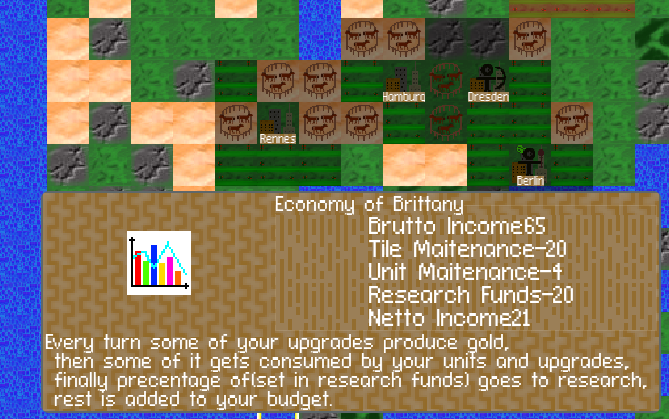 Hamburg
Dresden
Rennes
Berlin
Economy of Brittany
Brutto Income65
Tile Maitenance-20
Unit Maitenance-4
Research Funds-20
Netto Income21
Every turn some of your upgrades produce gold,
then some of it gets consumed by your units and upgrades,
finally precentage of(set in research funds) goes to research,
rest is added to your budget.